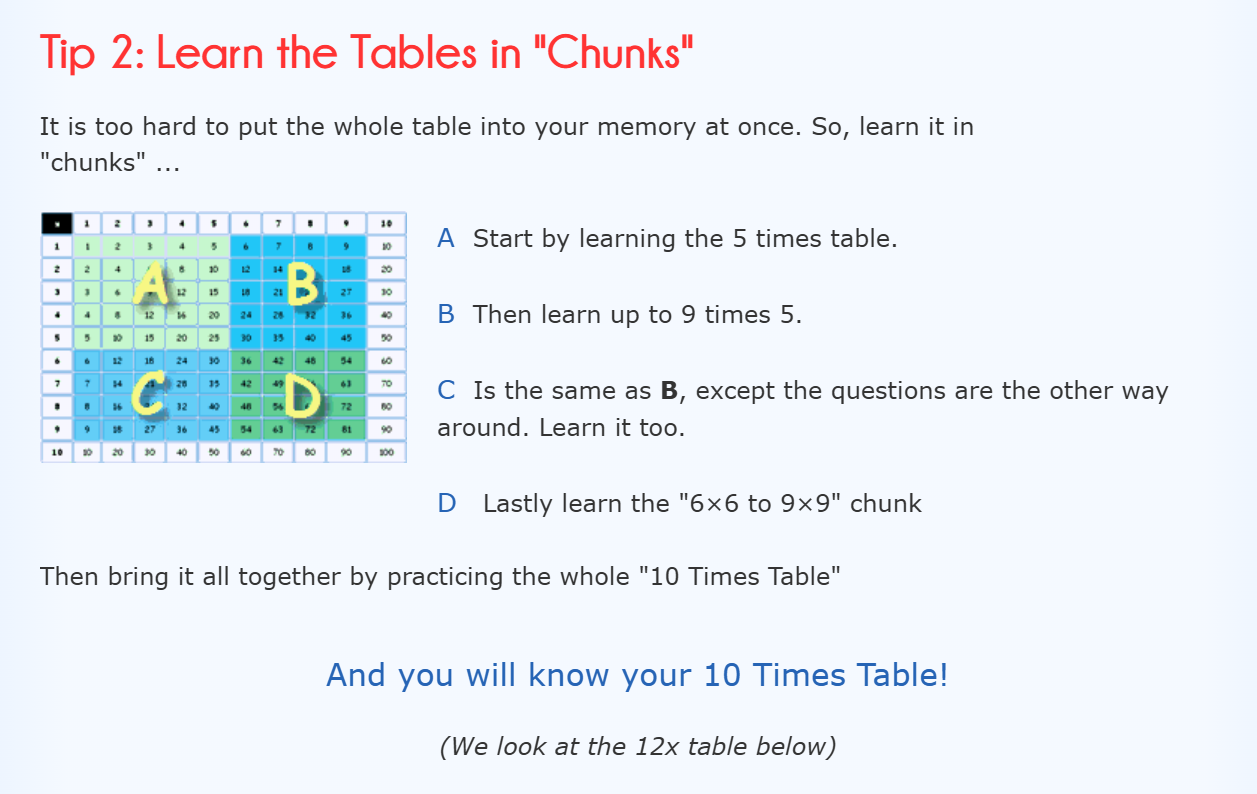 Tip 2: Learn the Tables in "Chunks"
It is too hard to put the whole table into your memory at once. So, learn it in
"chunks" ...
× 1 2 3 4 5 6 7 8 9 10
1 1 2 3 4 5 6 7 8 9 10
2 2 4 8 10 12 14 18 20
3 3 6 12 15 18 21 27 30
4 4 8 12 16 20 24 28 32 36 40
5 5 10 15 20 25 30 35 40 45 50
6 6 12 18 24 30 36 42 48 54 60
7 7 14 21 28 35 42 49 63 70
8 8 16 32 40 48 56 72 80
9 9 18 27 36 45 54 63 72 81 90
10 10 20 30 40 50 60 70 80 90 100
A
B
C
D
A Start by learning the 5 times table.
B Then learn up to 9 times 5.
C Is the same as B, except the questions are the other way
around. Learn it too.
D Lastly learn the "6×6 to 9×9" chunk
Then bring it all together by practicing the whole "10 Times Table"
And you will know your 10 Times Table!
(We look at the 12x table below)